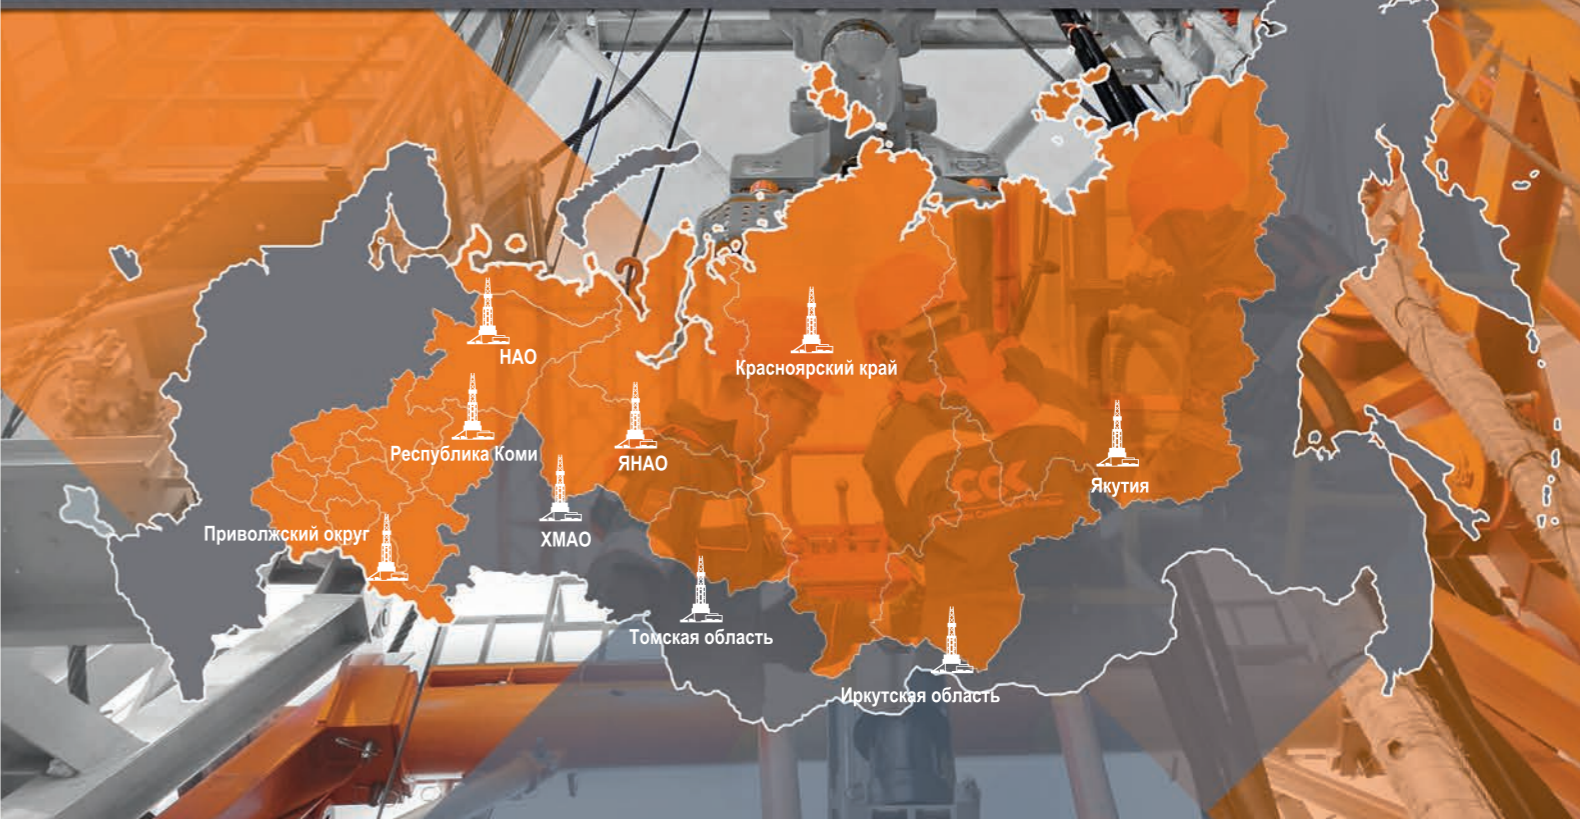 НАО
Красноярский край
Республика Коми
ЯНАО
Якутия
Приволжский округ
ХМАО
Томская область
Иркутская область
ССК